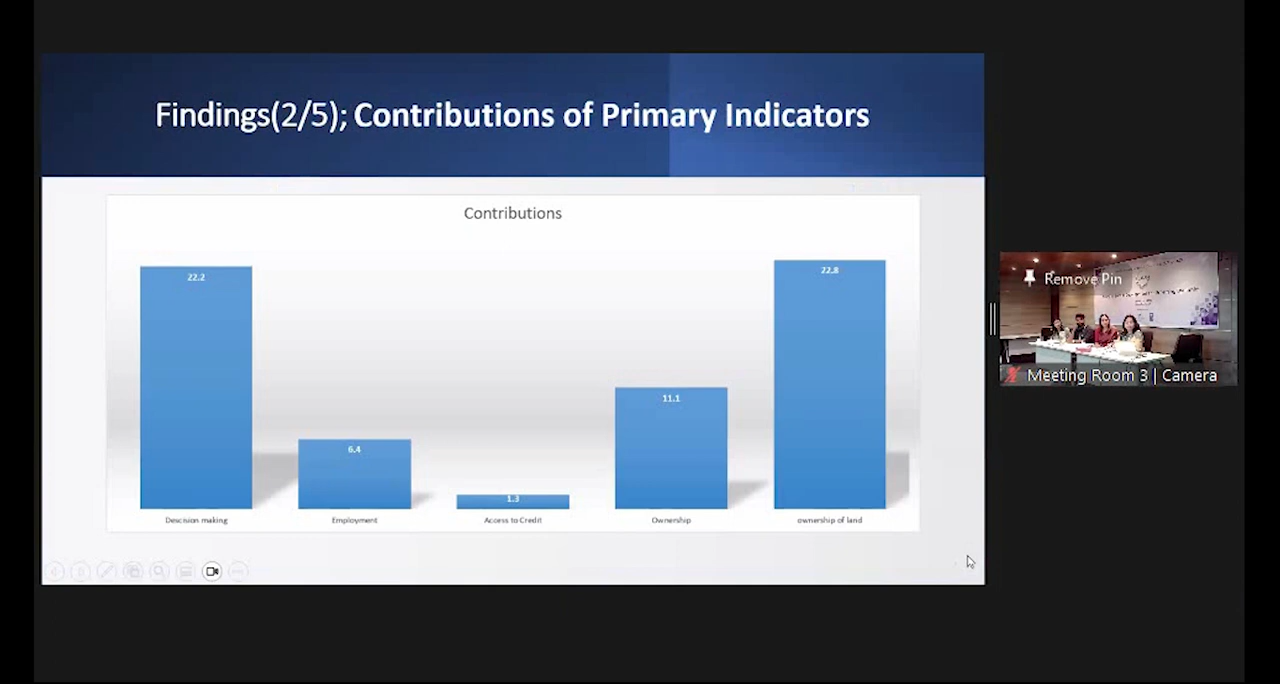 Findings(2/5); Contributions of Primary Indicators
Contributions
22.2
6.4
1.3
11.1
22.8
Descision making
Employment
Access to Credit
Ownership
ownership of land
Remove Pin
Meeting Room 3 | Camera